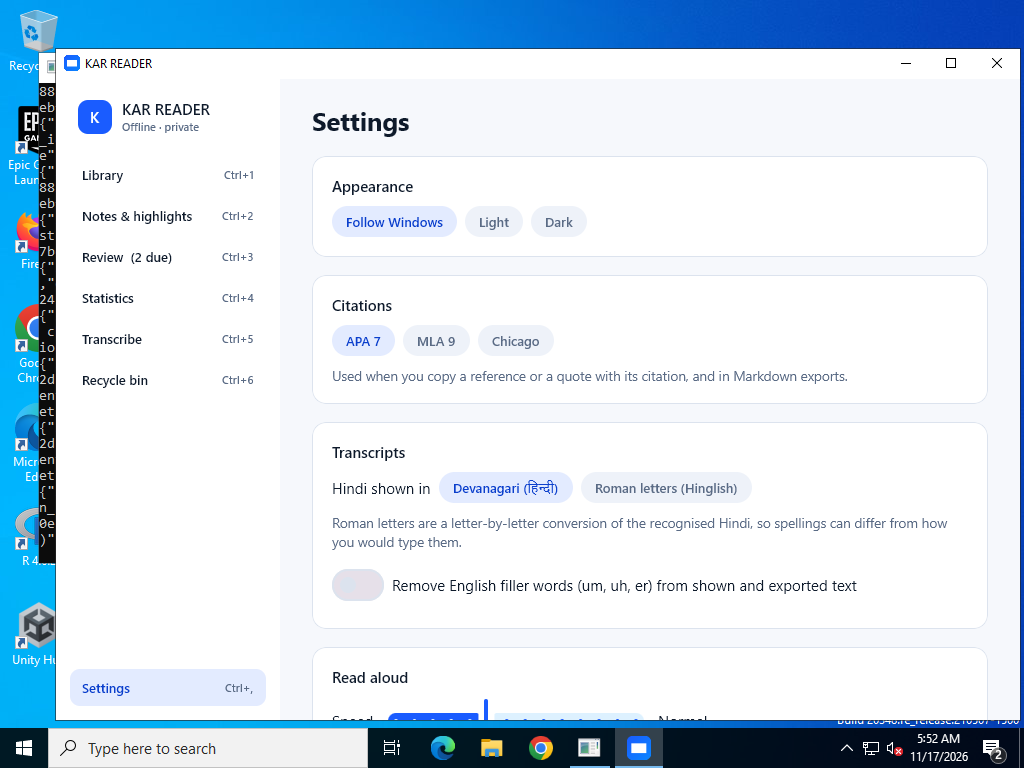 KAR READER
K
KAR READER
Offline · private
Library Ctrl+1
Notes & highlights Ctrl+2
Review (2 due) Ctrl+3
Statistics Ctrl+4
Transcribe Ctrl+5
Recycle bin Ctrl+6
Settings Ctrl+,
Settings
Appearance
Follow Windows Light Dark
Citations
APA 7 MLA 9 Chicago
Used when you copy a reference or a quote with its citation, and in Markdown exports.
Transcripts
Hindi shown in Devanagari (हिन्दी) Roman letters (Hinglish)
Roman letters are a letter-by-letter conversion of the recognised Hindi, so spellings can differ from how
you would type them.
Remove English filler words (um, uh, er) from shown and exported text
Read aloud
Speed Normal
Type here to search
5:52 AM
11/17/2026
2